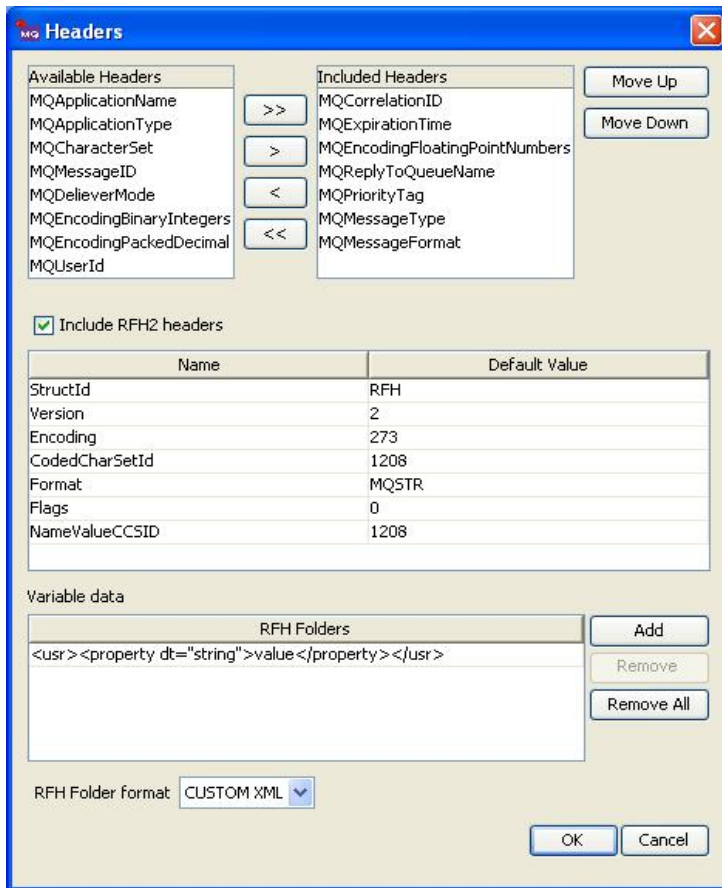 MQ Headers
Available Headers
MQApplicationName
MQApplicationType
MQCharacterSet
MQMessageID
MQDelieverMode
MQEncodingBinaryIntegers
MQEncodingPackedDecimal
MQUserId
>>
>
<
<<
Included Headers
MQCorrelationID
MQExpirationTime
MQEncodingFloatingPointNumbers
MQReplyToQueueName
MQPriorityTag
MQMessageType
MQMessageFormat
Move Up
Move Down
Include RFH2 headers
Name Default Value
StructId RFH
Version 2
Encoding 273
CodedCharSetId 1208
Format MQSTR
Flags 0
NameValueCCSID 1208
Variable data
RFH Folders
<usr><property dt="string">value</property></usr>
Add
Remove
Remove All
RFH Folder format CUSTOM XML
OK Cancel